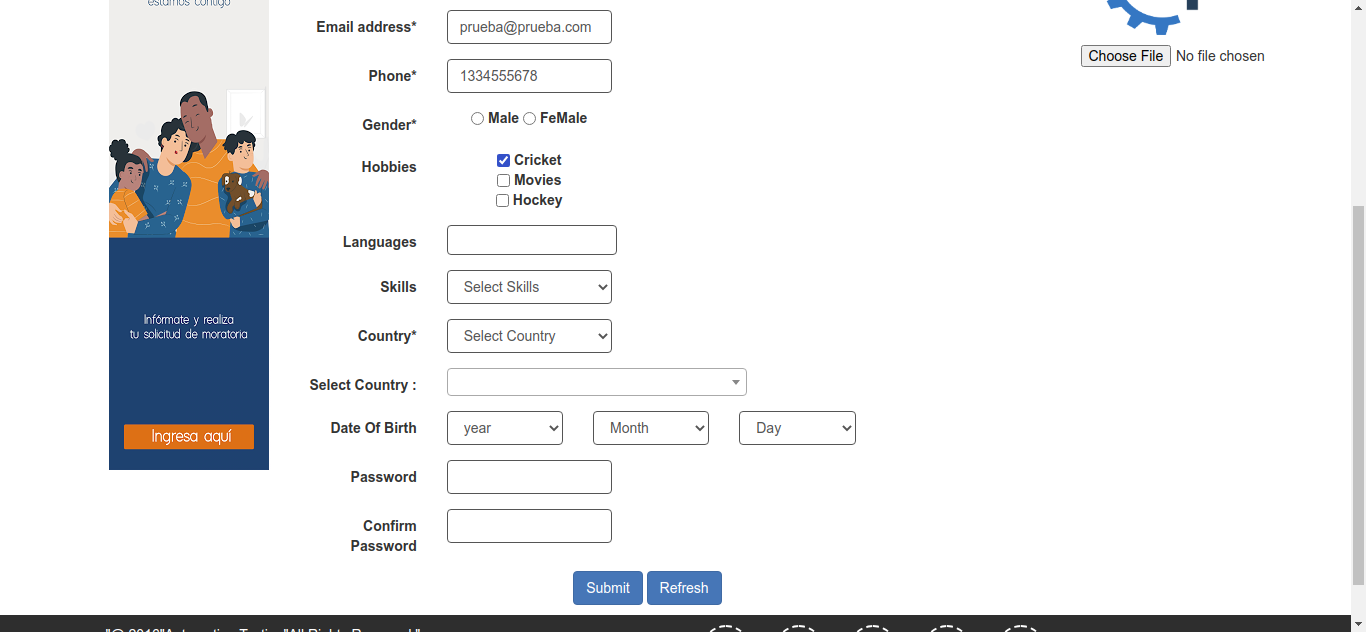 estamos contigo
Email address*
prueba@prueba.com
Choose File No file chosen
Phone*
1334555678
Gender*
Male FeMale
Hobbies
Cricket
Movies
Hockey
Languages
Skills
Select Skills
Infórmate y realiza
tu solicitud de moratoria
Country*
Select Country
Select Country :
Date Of Birth
year Month Day
Ingresa aquí
Password
Confirm
Password
Submit Refresh